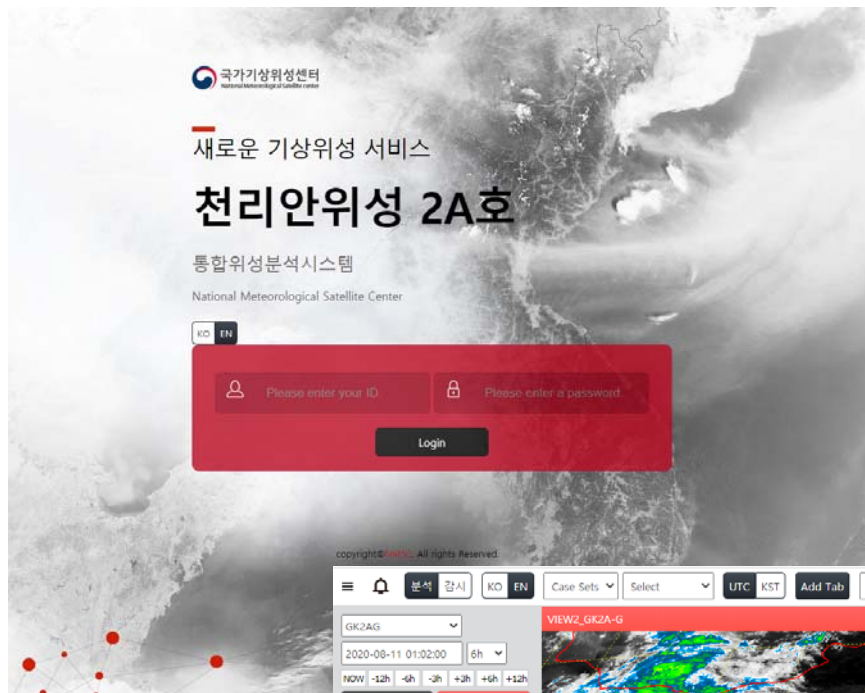 국가기상위성센터
National Meteorological Satellite Center
새로운 기상위성 서비스
천리안위성 2A호
통합위성분석시스템
National Meteorological Satellite Center
KO EN
Please enter your ID.
Please enter a password.
Login
copyright© All rights Reserved.
분석 감시 KO EN Case Sets Select UTC KST Add Tab
GK2AG
VIEW2_GK2A-G
2020-08-11 01:02:00 6h
NOW -12h -6h -3h +3h +6h +12h